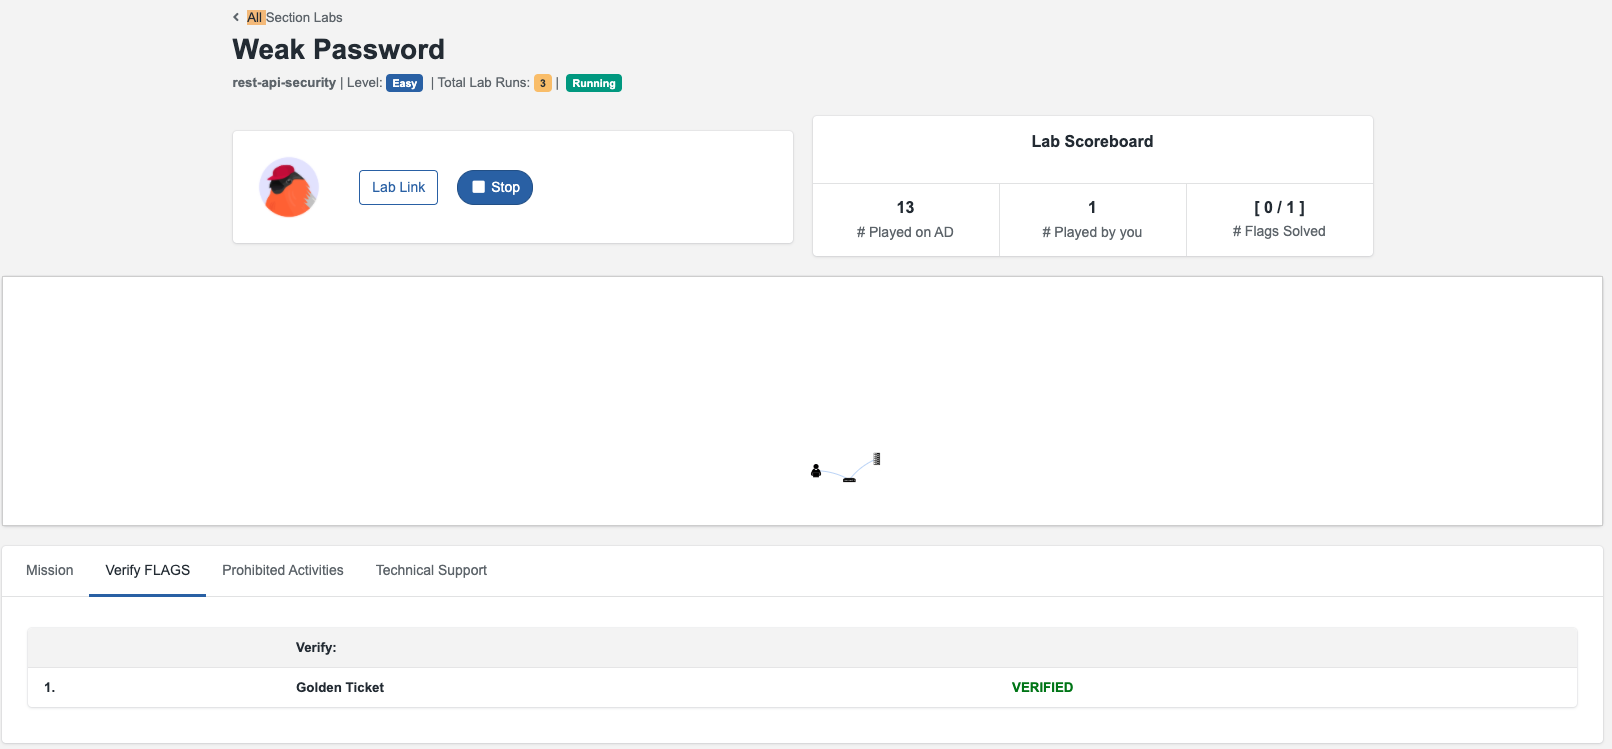 All Section Labs
Weak Password
rest-api-security | Level: Easy | Total Lab Runs: 3 | Running
Lab Link
Stop
Lab Scoreboard
13
# Played on AD
1
# Played by you
[ 0 / 1 ]
# Flags Solved
Mission
Verify FLAGS
Prohibited Activities
Technical Support
Verify:
1.
Golden Ticket
VERIFIED